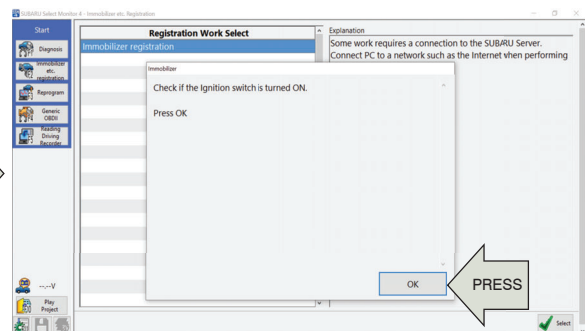 SUBARU Select Monitor 4 - Immobilizer etc. Registration
Start
Diagnosis
Immobilizer
etc.
registration
Reprogram
Generic
OBDII
Reading
Driving
Recorder
--.--V
Play
Project
Registration Work Select
Immobilizer registration
Explanation
Some work requires a connection to the SUBARU Server.
Connect PC to a network such as the Internet when performing
Immobilizer
Check if the Ignition switch is turned ON.
Press OK
OK
PRESS
Select